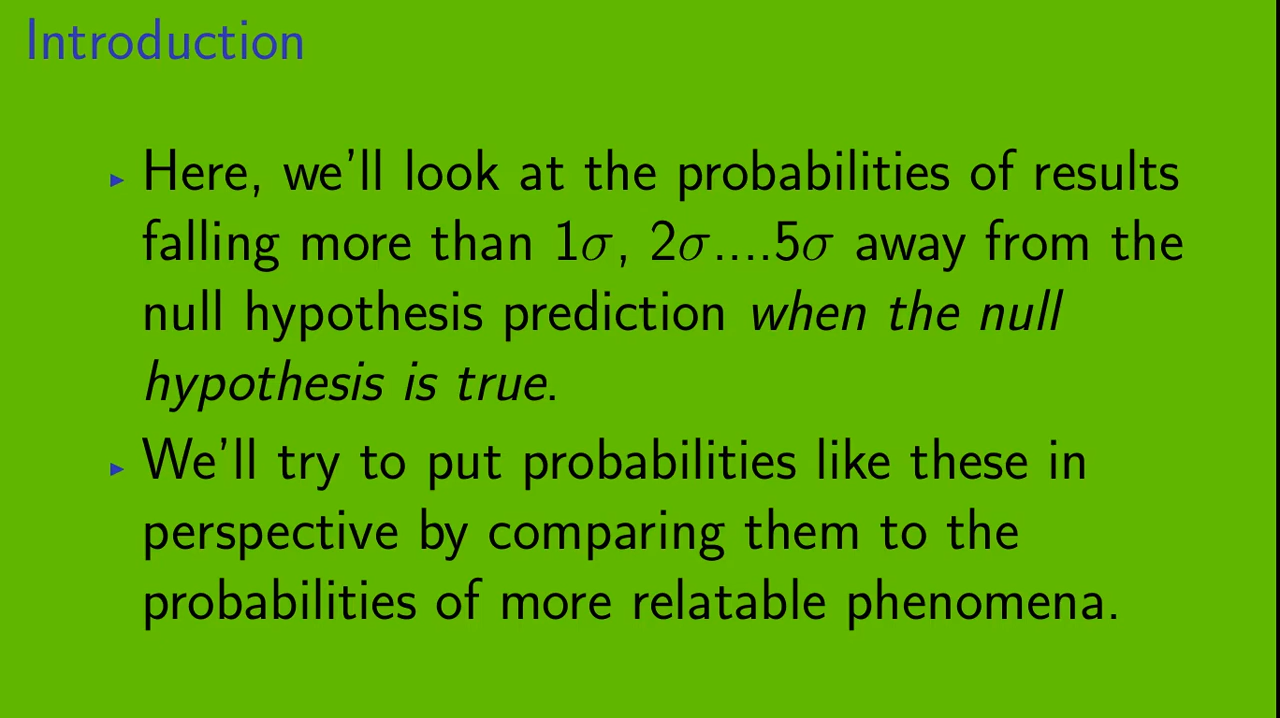 Introduction
Here, we'll look at the probabilities of results
falling more than 1σ, 2σ....5σ away from the
null hypothesis prediction when the null
hypothesis is true.
We'll try to put probabilities like these in
perspective by comparing them to the
probabilities of more relatable phenomena.